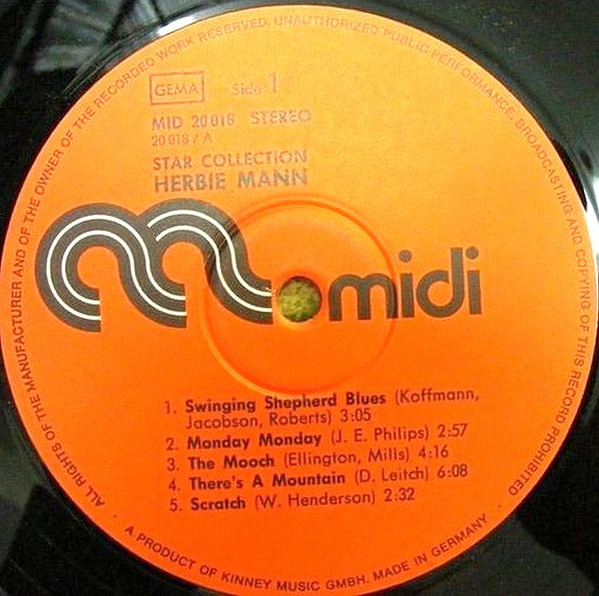 GEMA Side 1
MID 20018 STEREO
20018/A
STAR COLLECTION
HERBIE MANN
midi
1. Swinging Shepherd Blues (Koffmann,
Jacobson, Roberts) 3:05
2. Monday Monday (J. E. Philips) 2:57
3. The Mooch (Ellington, Mills) 4:16
4. There's A Mountain (D. Leitch) 6:08
5. Scratch (W. Henderson) 2:32
ALL RIGHTS OF THE MANUFACTURER AND OF THE OWNER OF THE RECORDED WORK RESERVED. UNAUTHORIZED PUBLIC PERFORMANCE, BROADCASTING AND COPYING OF THIS RECORD PROHIBITED
· A PRODUCT OF KINNEY MUSIC GMBH. MADE IN GERMANY ·